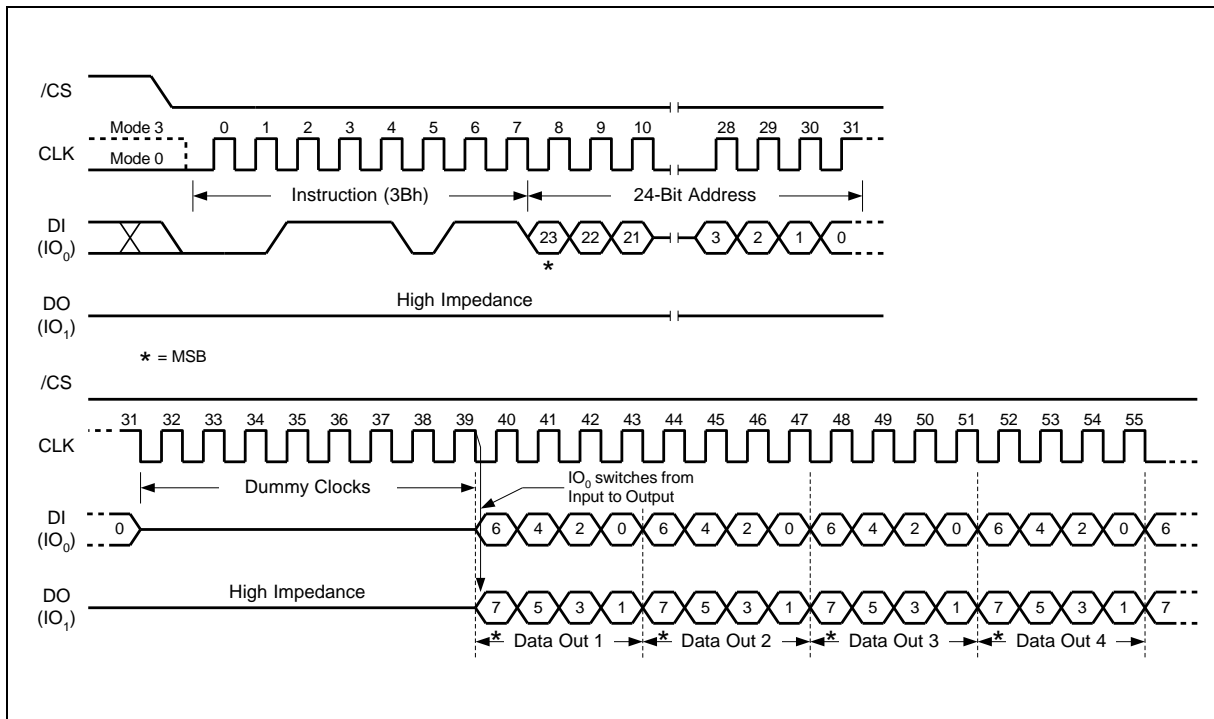 /CS
Mode 3 0 1 2 3 4 5 6 7 8 9 10 28 29 30 31
CLK
Mode 0
Instruction (3Bh) 24-Bit Address
DI
(IO0)
23 22 21 3 2 1 0
*
DO
(IO1)
High Impedance
* = MSB
/CS
31 32 33 34 35 36 37 38 39 40 41 42 43 44 45 46 47 48 49 50 51 52 53 54 55
CLK
Dummy Clocks
IO0 switches from
Input to Output
DI
(IO0)
0 6 4 2 0 6 4 2 0 6 4 2 0 6 4 2 0 6
DO
(IO1)
High Impedance
7 5 3 1 7 5 3 1 7 5 3 1 7 5 3 1 7
* Data Out 1 * Data Out 2 * Data Out 3 * Data Out 4